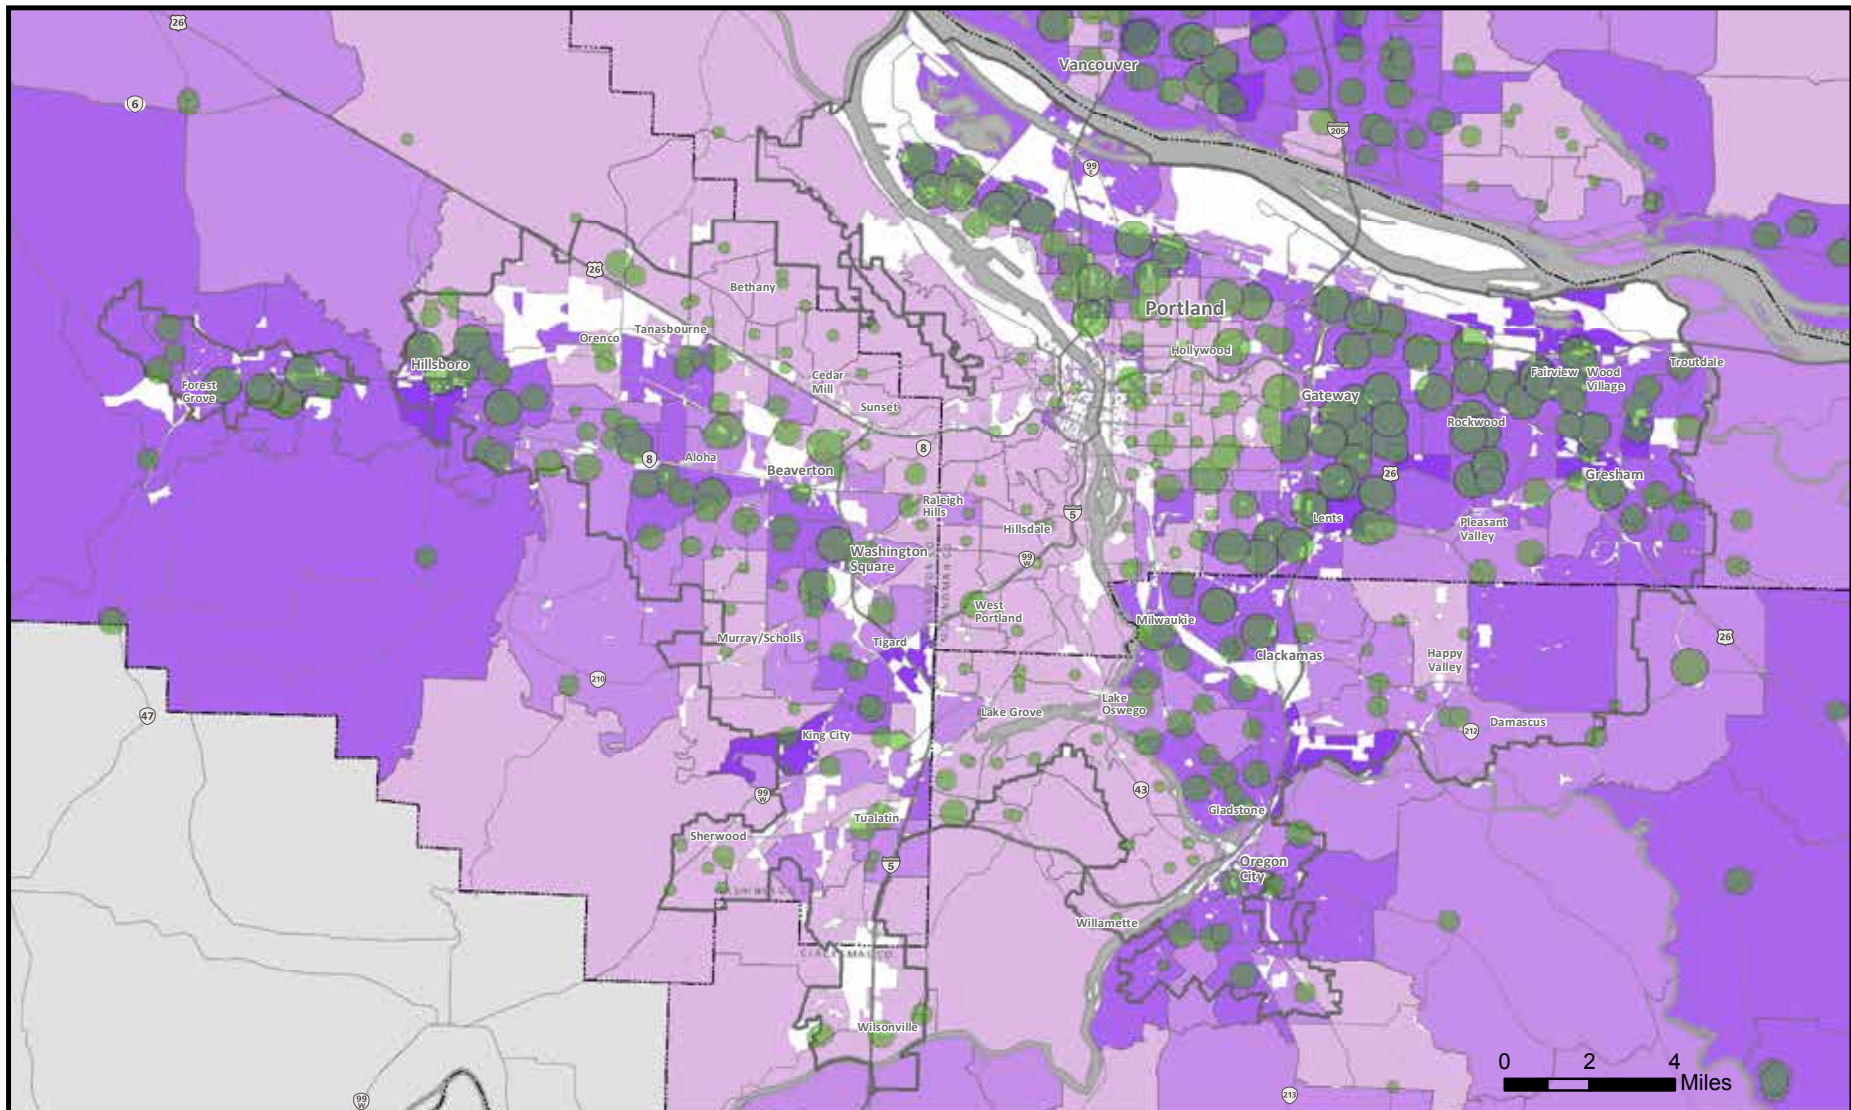 26
6
Vancouver
205
99
E
26
Bethany
Portland
Tanasbourne
Orenco
Hollywood
Hillsboro
Troutdale
Fairview
Wood
Village
Cedar
Mill
Forest
Grove
Gateway
Sunset
Rockwood
8
8
Aloha
Beaverton
26
Gresham
Raleigh
Hills
5
Lents
Pleasant
Valley
Hillsdale
Washington
Square
99
W
West
Portland
Milwaukie
26
Murray/Scholls
Tigard
Clackamas
Happy
Valley
210
Lake
Oswego
47
Lake Grove
Damascus
King City
212
99
W
43
Gladstone
Tualatin
Sherwood
5
Oregon
City
Willamette
CLACKAMAS CO
Wilsonville
0 2 4
Miles
99
W
213